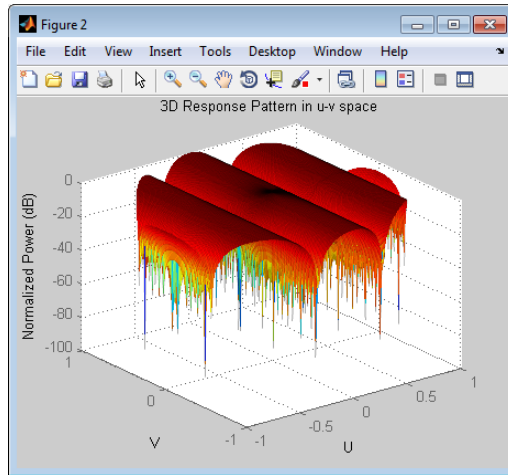 Figure 2
File Edit View Insert Tools Desktop Window Help
3D Response Pattern in u-v space
Normalized Power (dB)
0
-20
-40
-60
-80
-100
1
0
-1
V
-1
-0.5
0
0.5
1
U